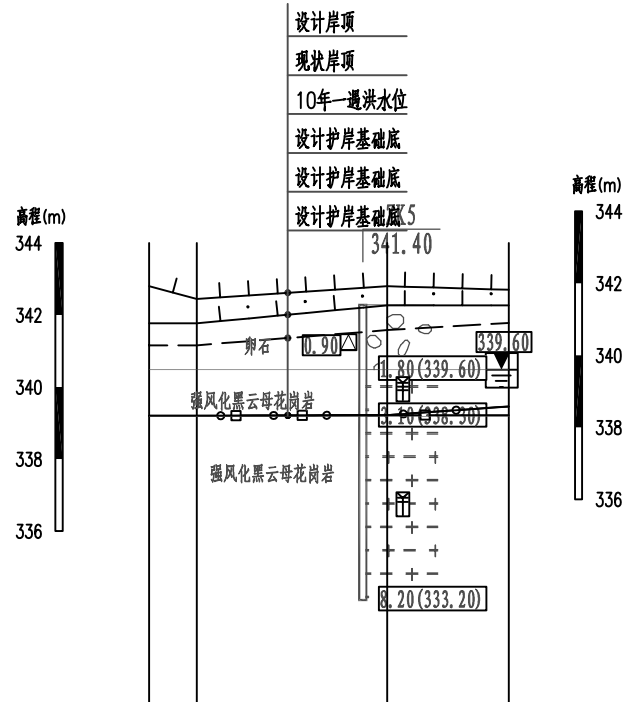 设计岸顶
现状岸顶
10年一遇洪水位
设计护岸基础底
设计护岸基础底
设计护岸基础底
341.40
高程(m)
344
342
340
338
336
高程(m)
344
342
340
338
336
卵石
0.90
339.60
1.80(339.60)
强风化黑云母花岗岩
强风化黑云母花岗岩
8.20(333.20)